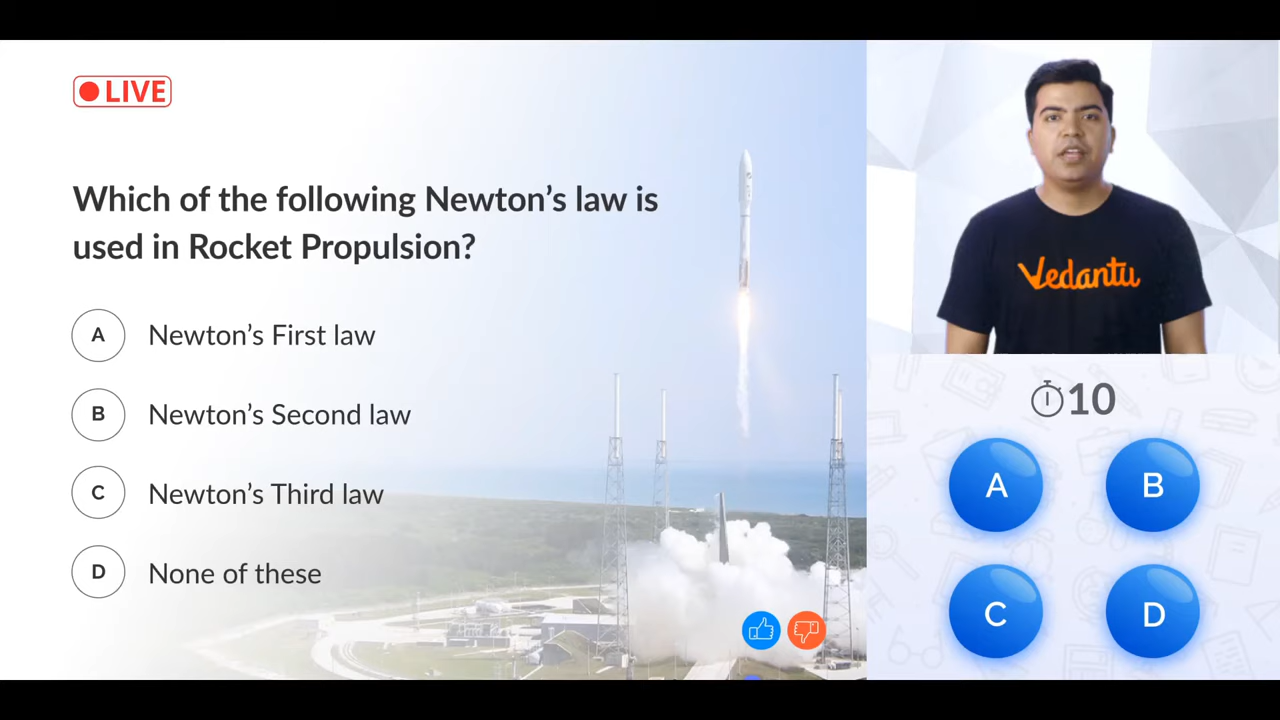 LIVE
Which of the following Newton’s law is
used in Rocket Propulsion?
A Newton’s First law
B Newton’s Second law
C Newton’s Third law
D None of these
Vedantu
10
A B
C D